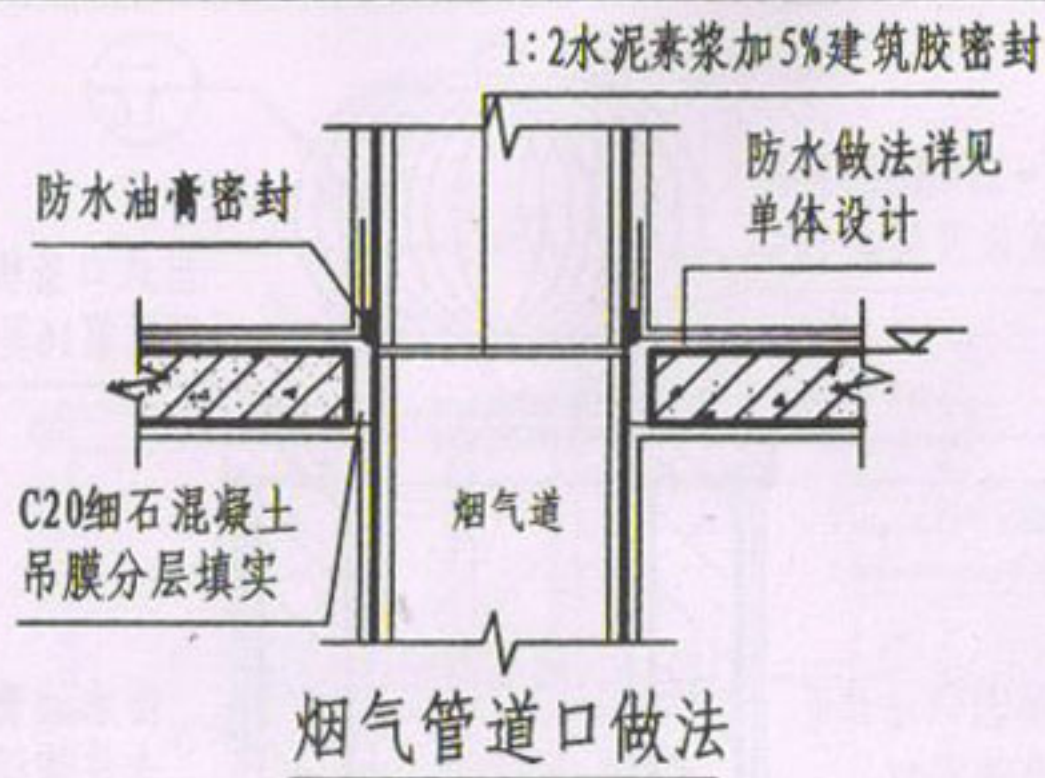 1:2水泥素浆加5%建筑胶密封
防水做法详见
单体设计
防水油膏密封
C20细石混凝土
吊膜分层填实
烟气道
烟气管道口做法